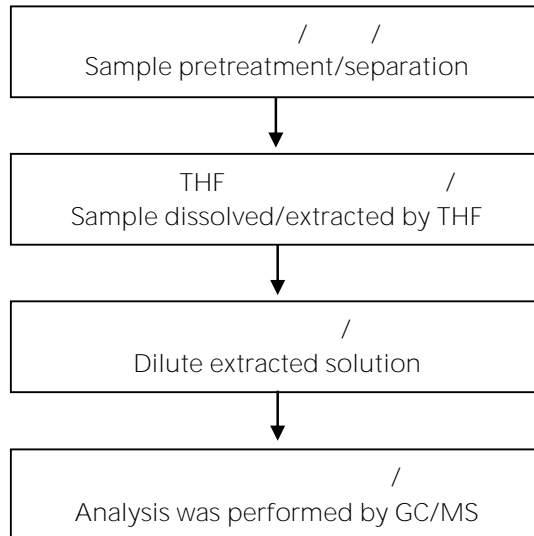 / /
Sample pretreatment/separation
THF /
Sample dissolved/extracted by THF
/
Dilute extracted solution
/
Analysis was performed by GC/MS